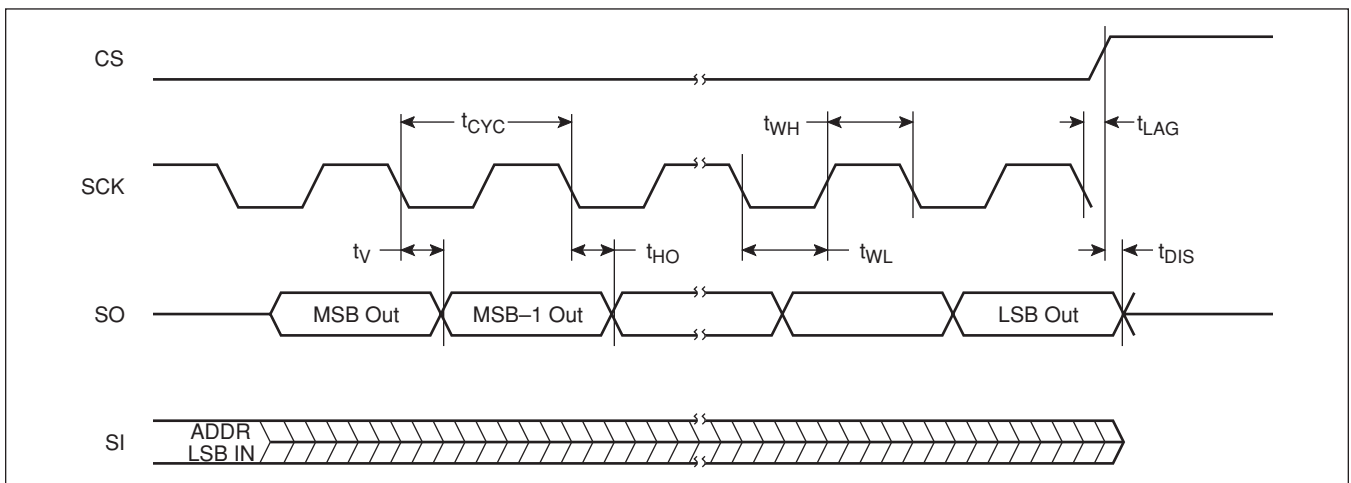 CS
tCYC
tWH
tLAG
SCK
tV
tHO
tWL
tDIS
SO
MSB Out
MSB–1 Out
LSB Out
SI
ADDR
LSB IN